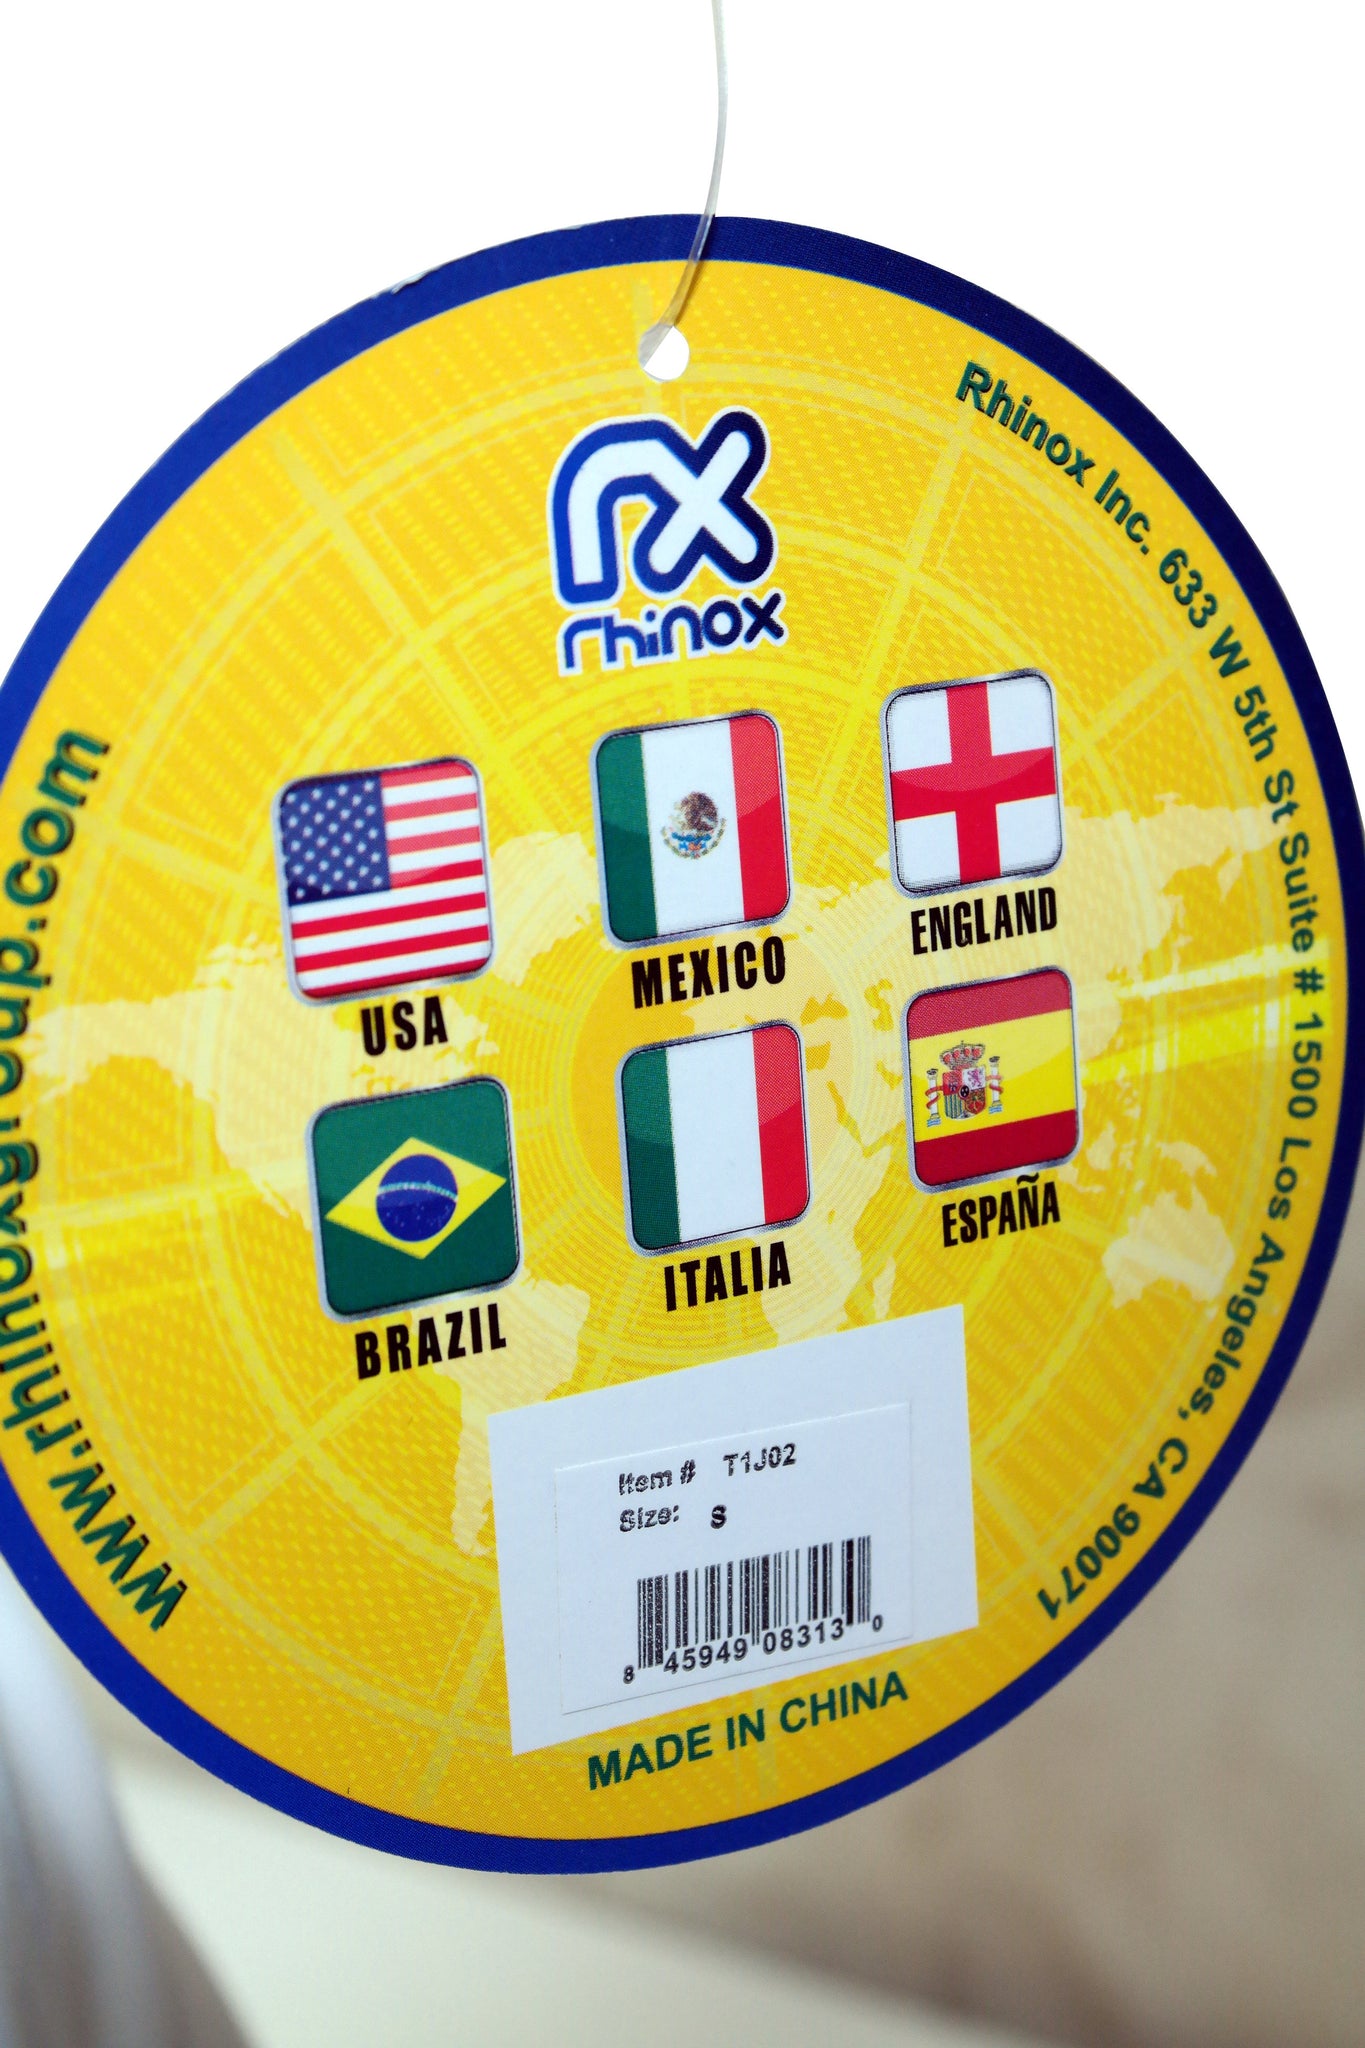 rx
rhinox
Rhinox Inc. 633 W 5th St Suite # 1500 Los Angeles, CA 90071
www.rhinoxgroup.com
USA
MEXICO
ENGLAND
BRAZIL
ITALIA
ESPAÑA
Item # T1J02
Size: S
8 45949 08313 0
MADE IN CHINA